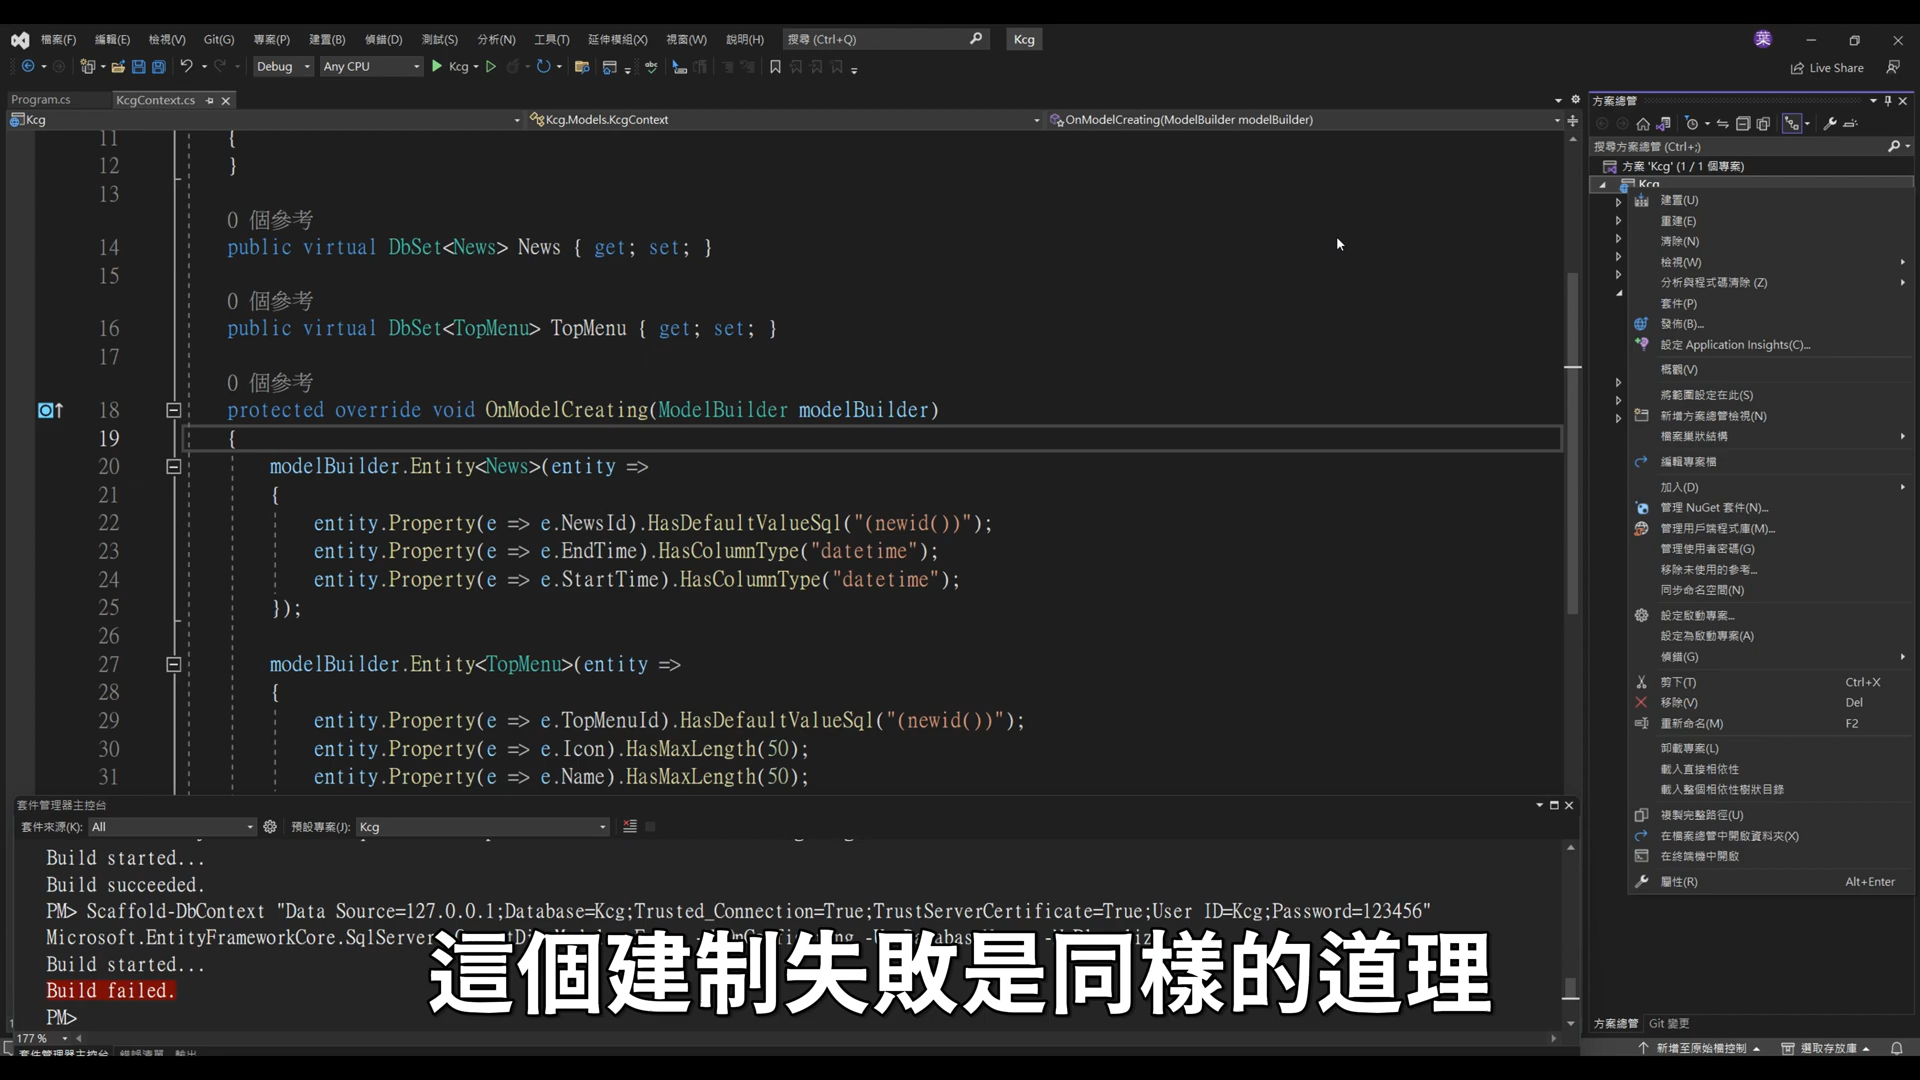 檔案(F) 編輯(E) 檢視(V) Git(G) 專案(P) 建置(B) 偵錯(D) 測試(S) 分析(N) 工具(T) 延伸模組(X) 視窗(W) 說明(H) 搜尋 (Ctrl+Q) Kcg 葉
Debug Any CPU Kcg Live Share
Program.cs KcgContext.cs
Kcg Kcg.Models.KcgContext OnModelCreating(ModelBuilder modelBuilder)
11 {
12 }
13
0 個參考
14 public virtual DbSet<News> News { get; set; }
15
0 個參考
16 public virtual DbSet<TopMenu> TopMenu { get; set; }
17
0 個參考
18 protected override void OnModelCreating(ModelBuilder modelBuilder)
19 {
20 modelBuilder.Entity<News>(entity =>
21 {
22 entity.Property(e => e.NewsId).HasDefaultValueSql("(newid())");
23 entity.Property(e => e.EndTime).HasColumnType("datetime");
24 entity.Property(e => e.StartTime).HasColumnType("datetime");
25 });
26
27 modelBuilder.Entity<TopMenu>(entity =>
28 {
29 entity.Property(e => e.TopMenuId).HasDefaultValueSql("(newid())");
30 entity.Property(e => e.Icon).HasMaxLength(50);
31 entity.Property(e => e.Name).HasMaxLength(50);
套件管理器主控台
套件來源(K): All 預設專案(J): Kcg
Build started...
Build succeeded.
PM> Scaffold-DbContext "Data Source=127.0.0.1;Database=Kcg;Trusted_Connection=True;TrustServerCertificate=True;User ID=Kcg;Password=123456"
Microsoft.EntityFrameworkCore.SqlServer
Build started...
Build failed.
PM>
177 %
套件管理器主控台 錯誤清單 輸出
這個建制失敗是同樣的道理
方案總管
搜尋方案總管 (Ctrl+;)
方案 'Kcg' (1 / 1 個專案)
Kcg
建置(U)
重建(E)
清除(N)
檢視(W)
分析與程式碼清除 (Z)
套件(P)
發佈(B)...
設定 Application Insights(C)...
概觀(V)
將範圍設定在此(S)
新增方案總管檢視(N)
檔案巢狀結構
編輯專案檔
加入(D)
管理 NuGet 套件(N)...
管理用戶端程式庫(M)...
管理使用者密碼(G)
移除未使用的參考...
同步命名空間(N)
設定啟動專案...
設定為啟動專案(A)
偵錯(G)
剪下(T) Ctrl+X
移除(V) Del
重新命名(M) F2
卸載專案(L)
載入直接相依性
載入整個相依性樹狀目錄
複製完整路徑(U)
在檔案總管中開啟資料夾(X)
在終端機中開啟
屬性(R) Alt+Enter
方案總管 Git 變更
新增至原始檔控制 選取存放庫